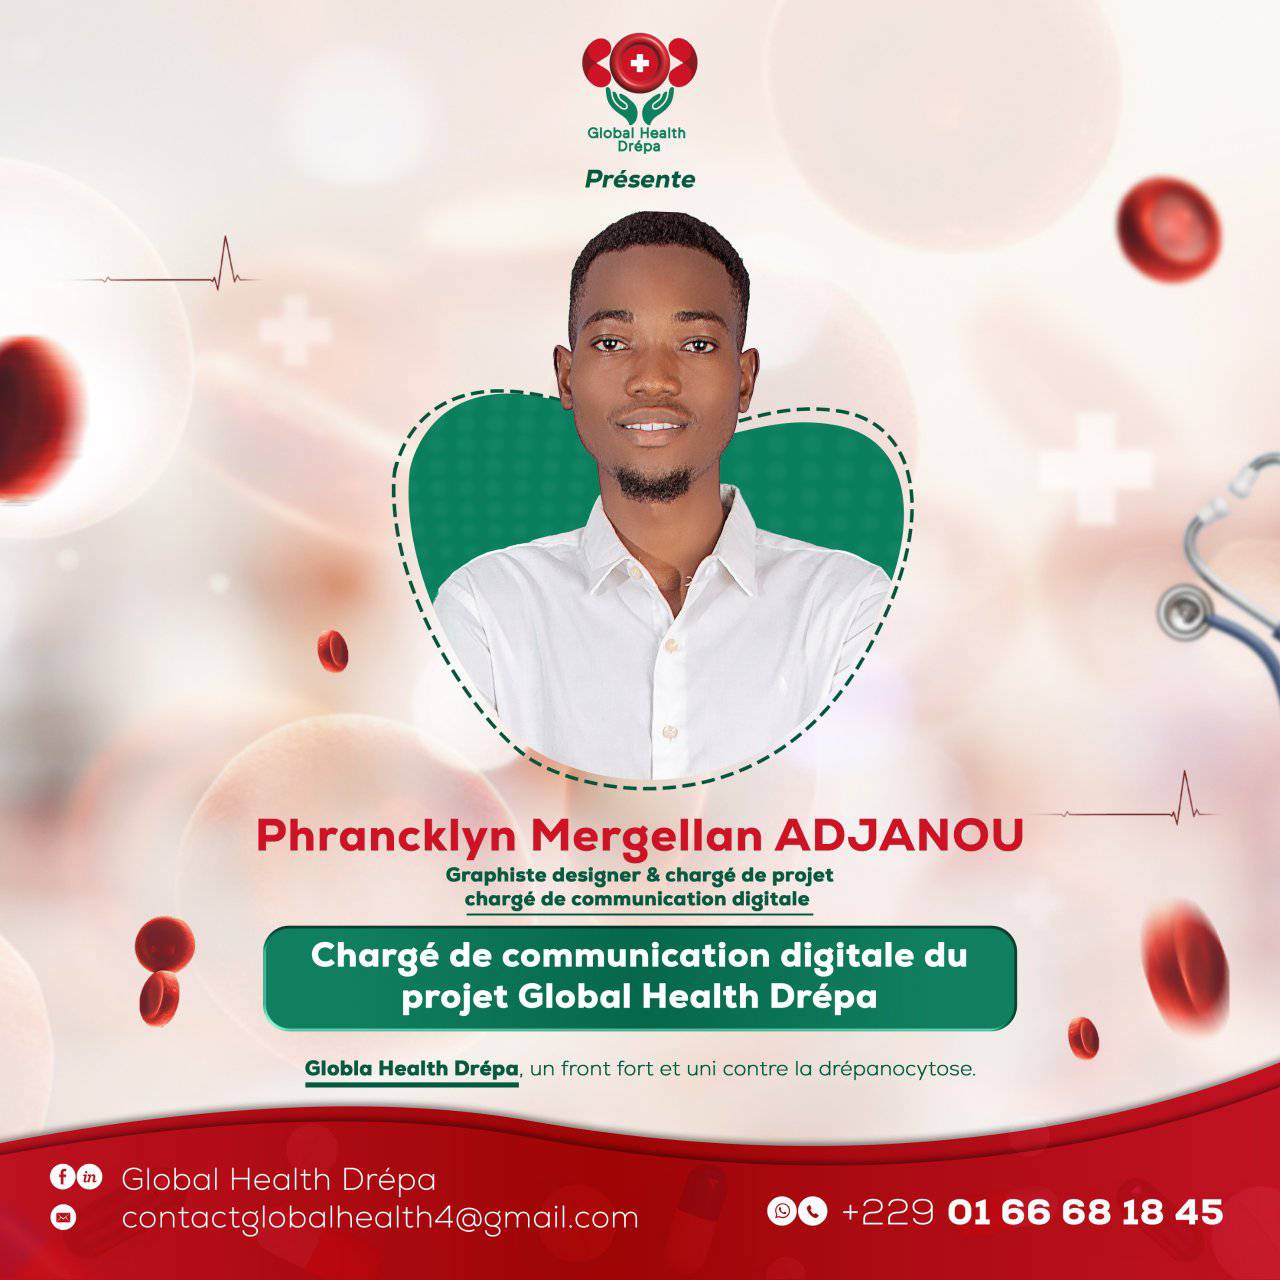 Global Health
Drépa
Présente
Phrancklyn Mergellan ADJANOU
Graphiste designer & chargé de projet
chargé de communication digitale
Chargé de communication digitale du
projet Global Health Drépa
Globla Health Drépa, un front fort et uni contre la drépanocytose.
f in Global Health Drépa
contactglobalhealth4@gmail.com
+229 01 66 68 18 45